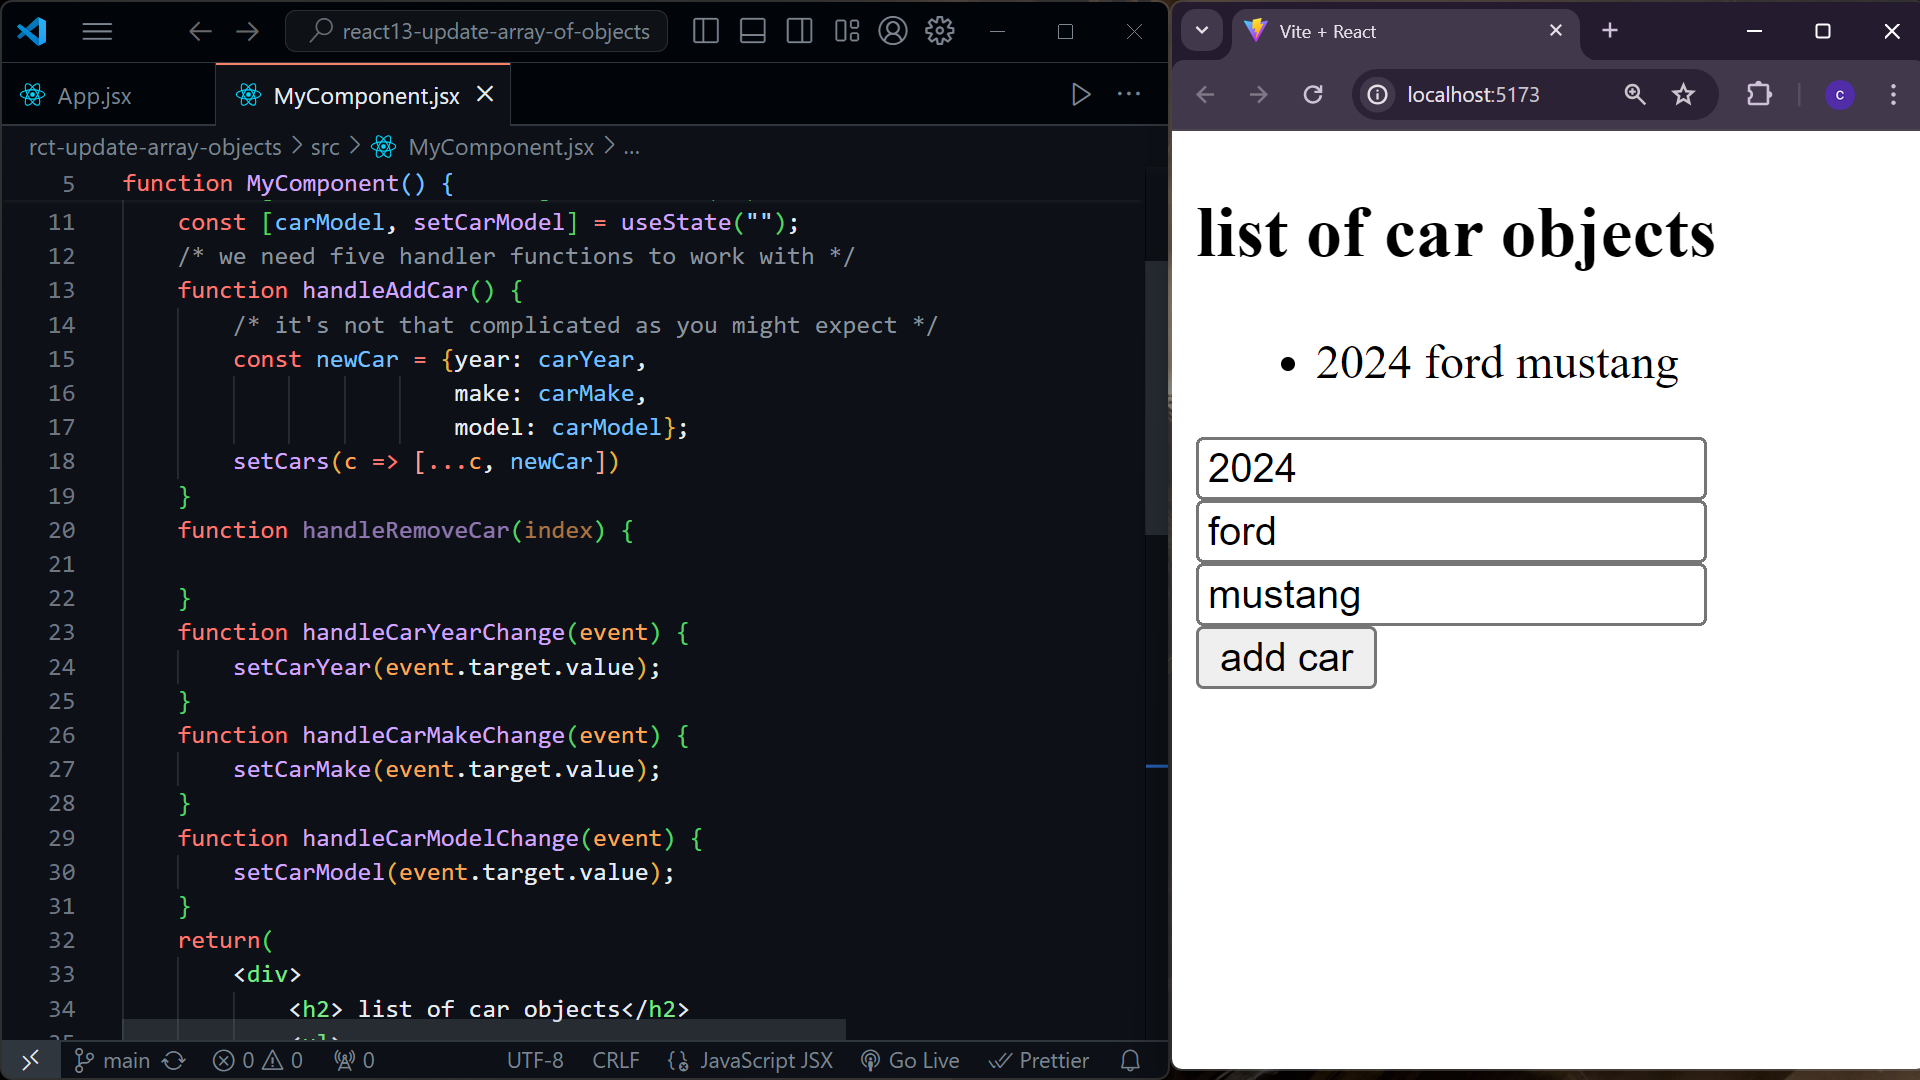 react13-update-array-of-objects
App.jsx
MyComponent.jsx
rct-update-array-objects > src > MyComponent.jsx > ...
5 function MyComponent() {
11 const [carModel, setCarModel] = useState("");
12 /* we need five handler functions to work with */
13 function handleAddCar() {
14 /* it's not that complicated as you might expect */
15 const newCar = {year: carYear,
16 make: carMake,
17 model: carModel};
18 setCars(c => [...c, newCar])
19 }
20 function handleRemoveCar(index) {
21
22 }
23 function handleCarYearChange(event) {
24 setCarYear(event.target.value);
25 }
26 function handleCarMakeChange(event) {
27 setCarMake(event.target.value);
28 }
29 function handleCarModelChange(event) {
30 setCarModel(event.target.value);
31 }
32 return(
33 <div>
34 <h2> list of car objects</h2>
main 0 0 0 UTF-8 CRLF JavaScript JSX Go Live Prettier
Vite + React
localhost:5173
c
list of car objects
• 2024 ford mustang
2024
ford
mustang
add car